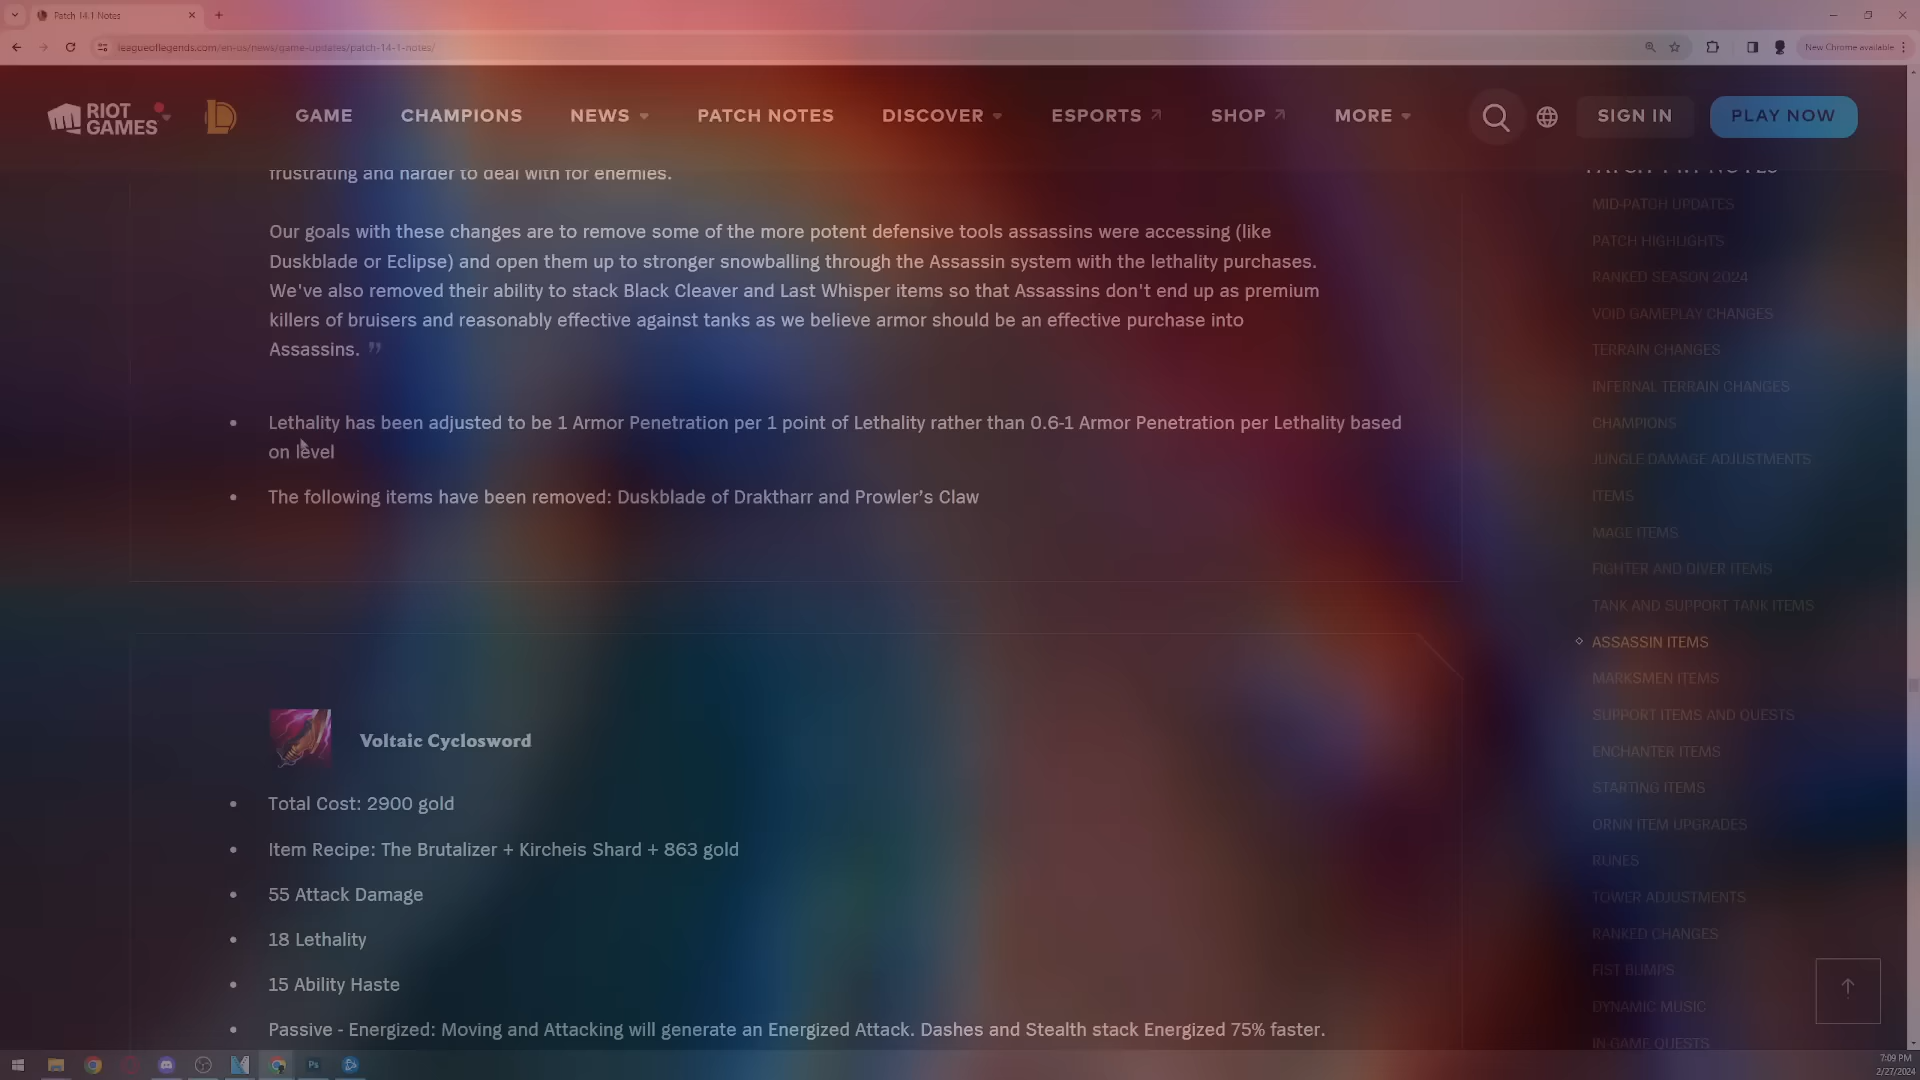 Patch 14.1 Notes
leagueoflegends.com/en-us/news/game-updates/patch-14-1-notes/
New Chrome available
RIOT
GAMES
GAME
CHAMPIONS
NEWS
PATCH NOTES
DISCOVER
ESPORTS
SHOP
MORE
SIGN IN
PLAY NOW
frustrating and harder to deal with for enemies.
Our goals with these changes are to remove some of the more potent defensive tools assassins were accessing (like
Duskblade or Eclipse) and open them up to stronger snowballing through the Assassin system with the lethality purchases.
We've also removed their ability to stack Black Cleaver and Last Whisper items so that Assassins don't end up as premium
killers of bruisers and reasonably effective against tanks as we believe armor should be an effective purchase into
Assassins. ”
• Lethality has been adjusted to be 1 Armor Penetration per 1 point of Lethality rather than 0.6-1 Armor Penetration per Lethality based
on level
• The following items have been removed: Duskblade of Draktharr and Prowler’s Claw
Voltaic Cyclosword
• Total Cost: 2900 gold
• Item Recipe: The Brutalizer + Kircheis Shard + 863 gold
• 55 Attack Damage
• 18 Lethality
• 15 Ability Haste
• Passive - Energized: Moving and Attacking will generate an Energized Attack. Dashes and Stealth stack Energized 75% faster.
PATCH 14.1 NOTES
MID-PATCH UPDATES
PATCH HIGHLIGHTS
RANKED SEASON 2024
VOID GAMEPLAY CHANGES
TERRAIN CHANGES
INFERNAL TERRAIN CHANGES
CHAMPIONS
JUNGLE DAMAGE ADJUSTMENTS
ITEMS
MAGE ITEMS
FIGHTER AND DIVER ITEMS
TANK AND SUPPORT TANK ITEMS
ASSASSIN ITEMS
MARKSMEN ITEMS
SUPPORT ITEMS AND QUESTS
ENCHANTER ITEMS
STARTING ITEMS
ORNN ITEM UPGRADES
RUNES
TOWER ADJUSTMENTS
RANKED CHANGES
FIST BUMPS
DYNAMIC MUSIC
IN GAME QUESTS
Ps
7:09 PM
2/27/2024